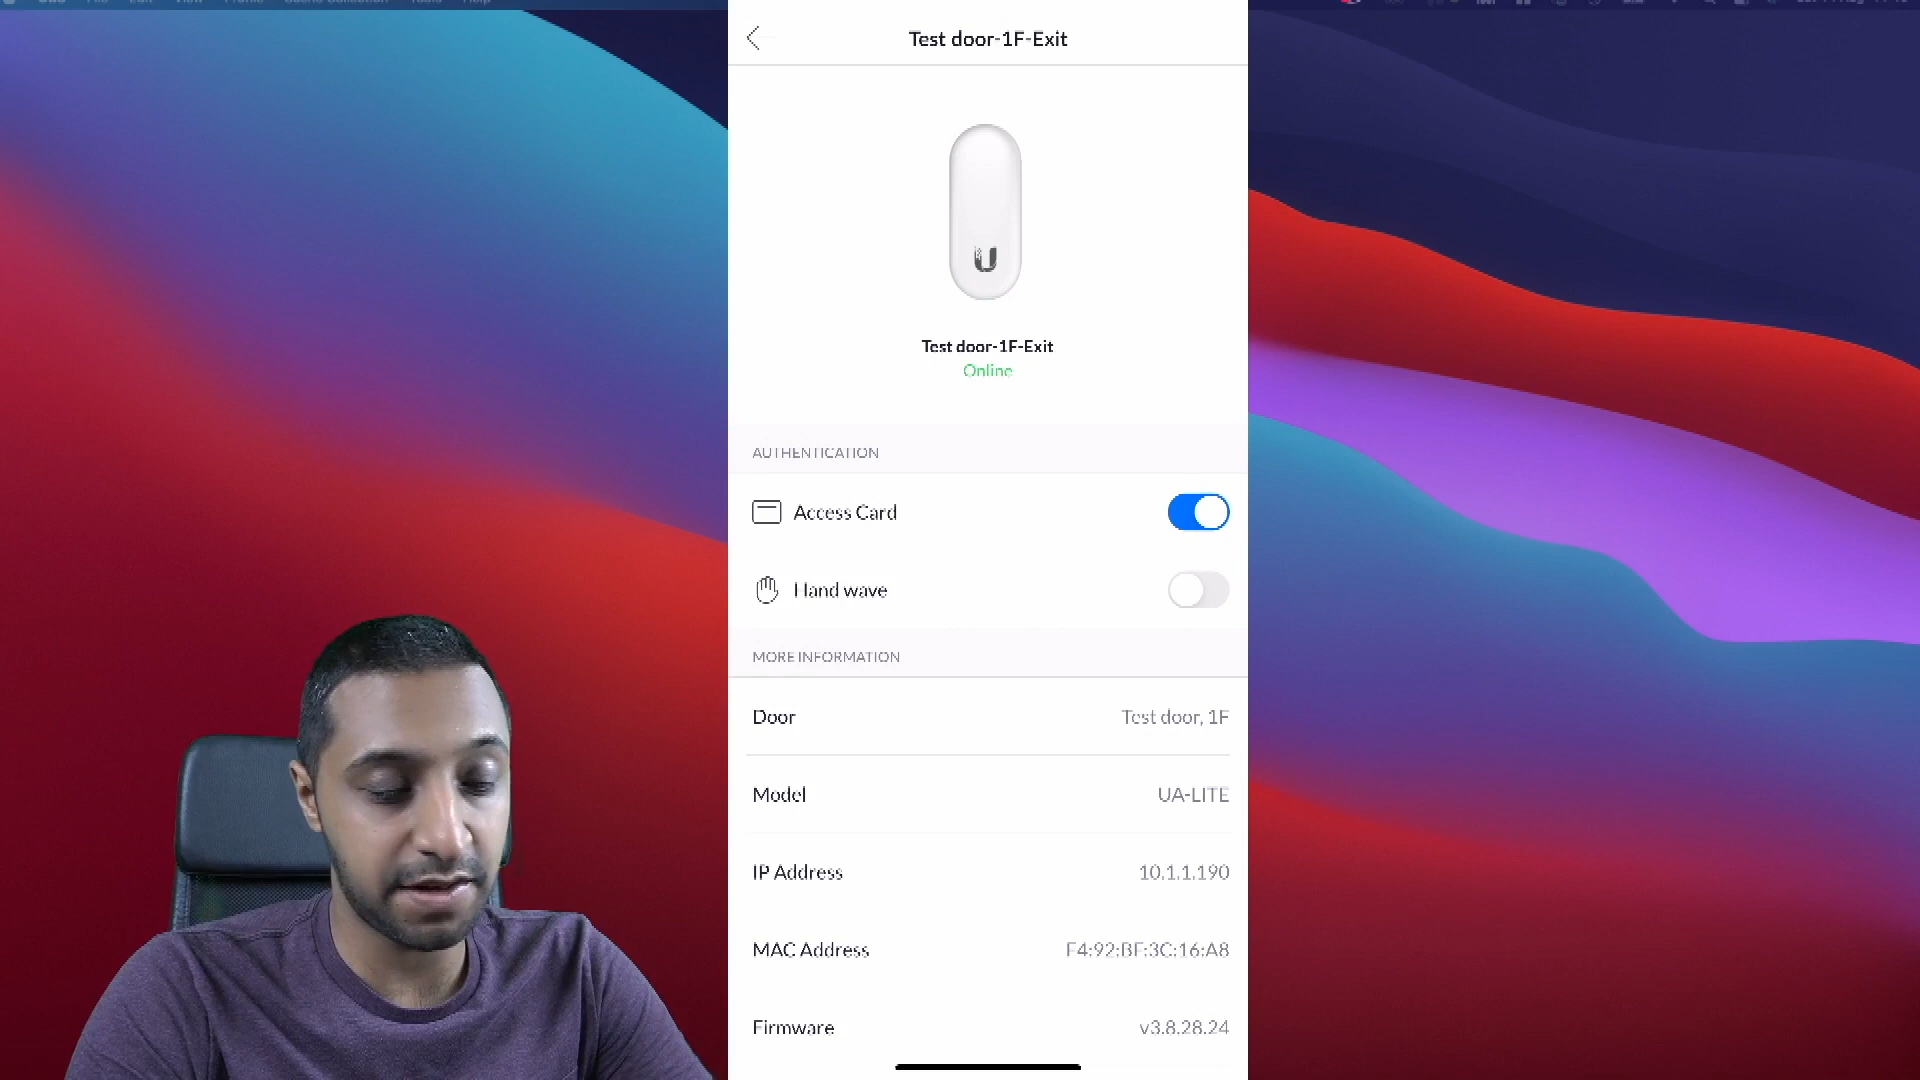 Test door-1F-Exit
Test door-1F-Exit
Online
AUTHENTICATION
Access Card
Hand wave
MORE INFORMATION
Door
Test door, 1F
Model
UA-LITE
IP Address
10.1.1.190
MAC Address
F4:92:BF:3C:16:A8
Firmware
v3.8.28.24